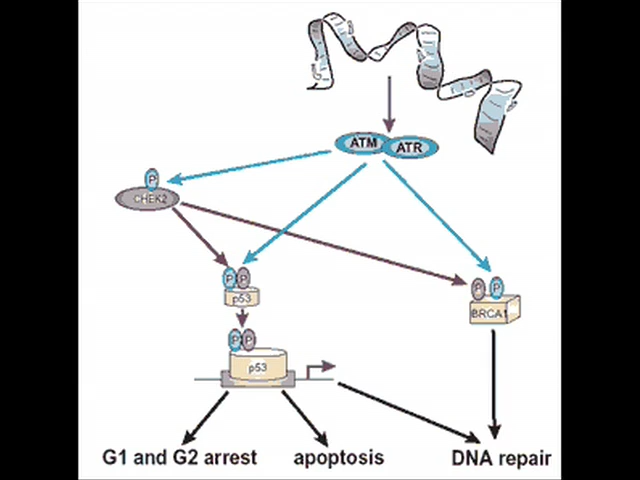 ATM ATR
P
CHEK2
P P
p53
P P
BRCA1
P P
p53
G1 and G2 arrest
apoptosis
DNA repair